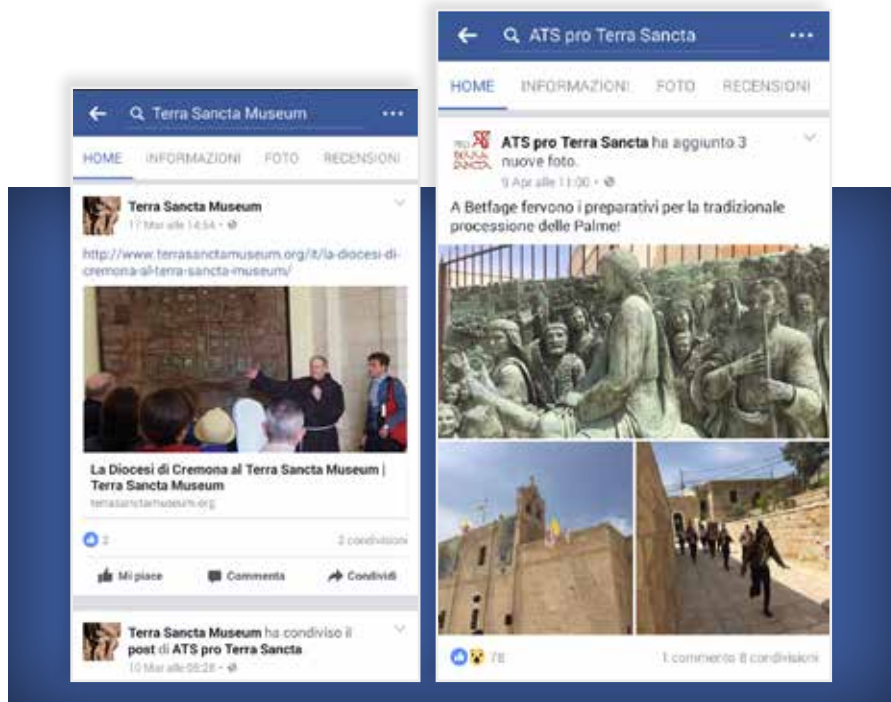 Terra Sancta Museum
HOME INFORMAZIONI FOTO RECENSIONI
Terra Sancta Museum
17 Mar alle 14:54
http://www.terrasanctamuseum.org/it/la-diocesi-di-
cremona-al-terra-sancta-museum/
La Diocesi di Cremona al Terra Sancta Museum |
Terra Sancta Museum
terrasanctamuseum.org
2
2 condivisioni
Mi piace Commenta Condividi
Terra Sancta Museum ha condiviso il
post di ATS pro Terra Sancta
10 Mar alle 05:28
ATS pro Terra Sancta
HOME INFORMAZIONI FOTO RECENSIONI
PRO
TERRA
SANCTA
ATS pro Terra Sancta ha aggiunto 3
nuove foto.
9 Apr alle 11:00
A Betfage fervono i preparativi per la tradizionale
processione delle Palme!
78
1 commento 8 condivisioni